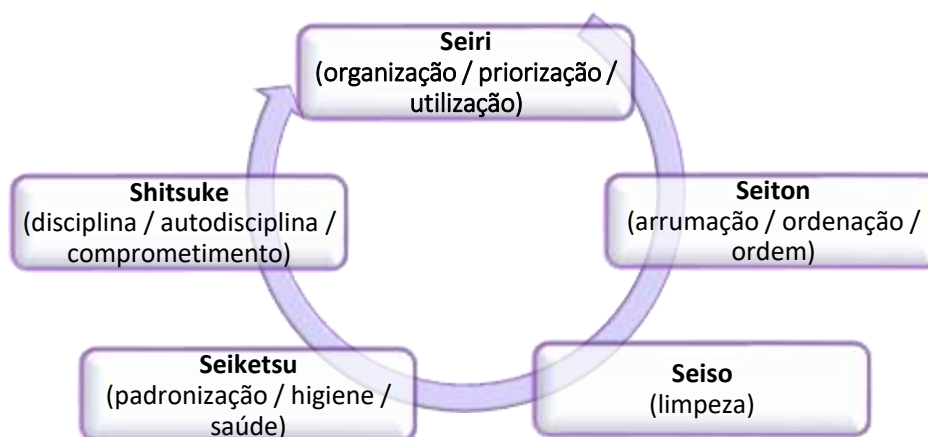 Seiri
(organização / priorização /
utilização)
Shitsuke
(disciplina / autodisciplina /
comprometimento)
Seiton
(arrumação / ordenação /
ordem)
Seiketsu
(padronização / higiene /
saúde)
Seiso
(limpeza)